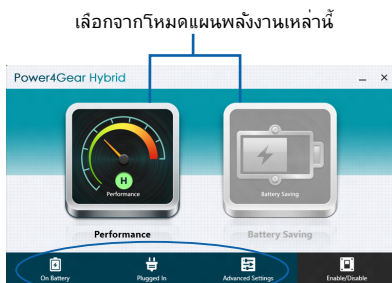 เลือกจากโหมดแผนพลังงานเหล่านี้
Power4Gear Hybrid
H
Performance
Battery Saving
Performance
Battery Saving
On Battery
Plugged In
Advanced Settings
Enable/Disable